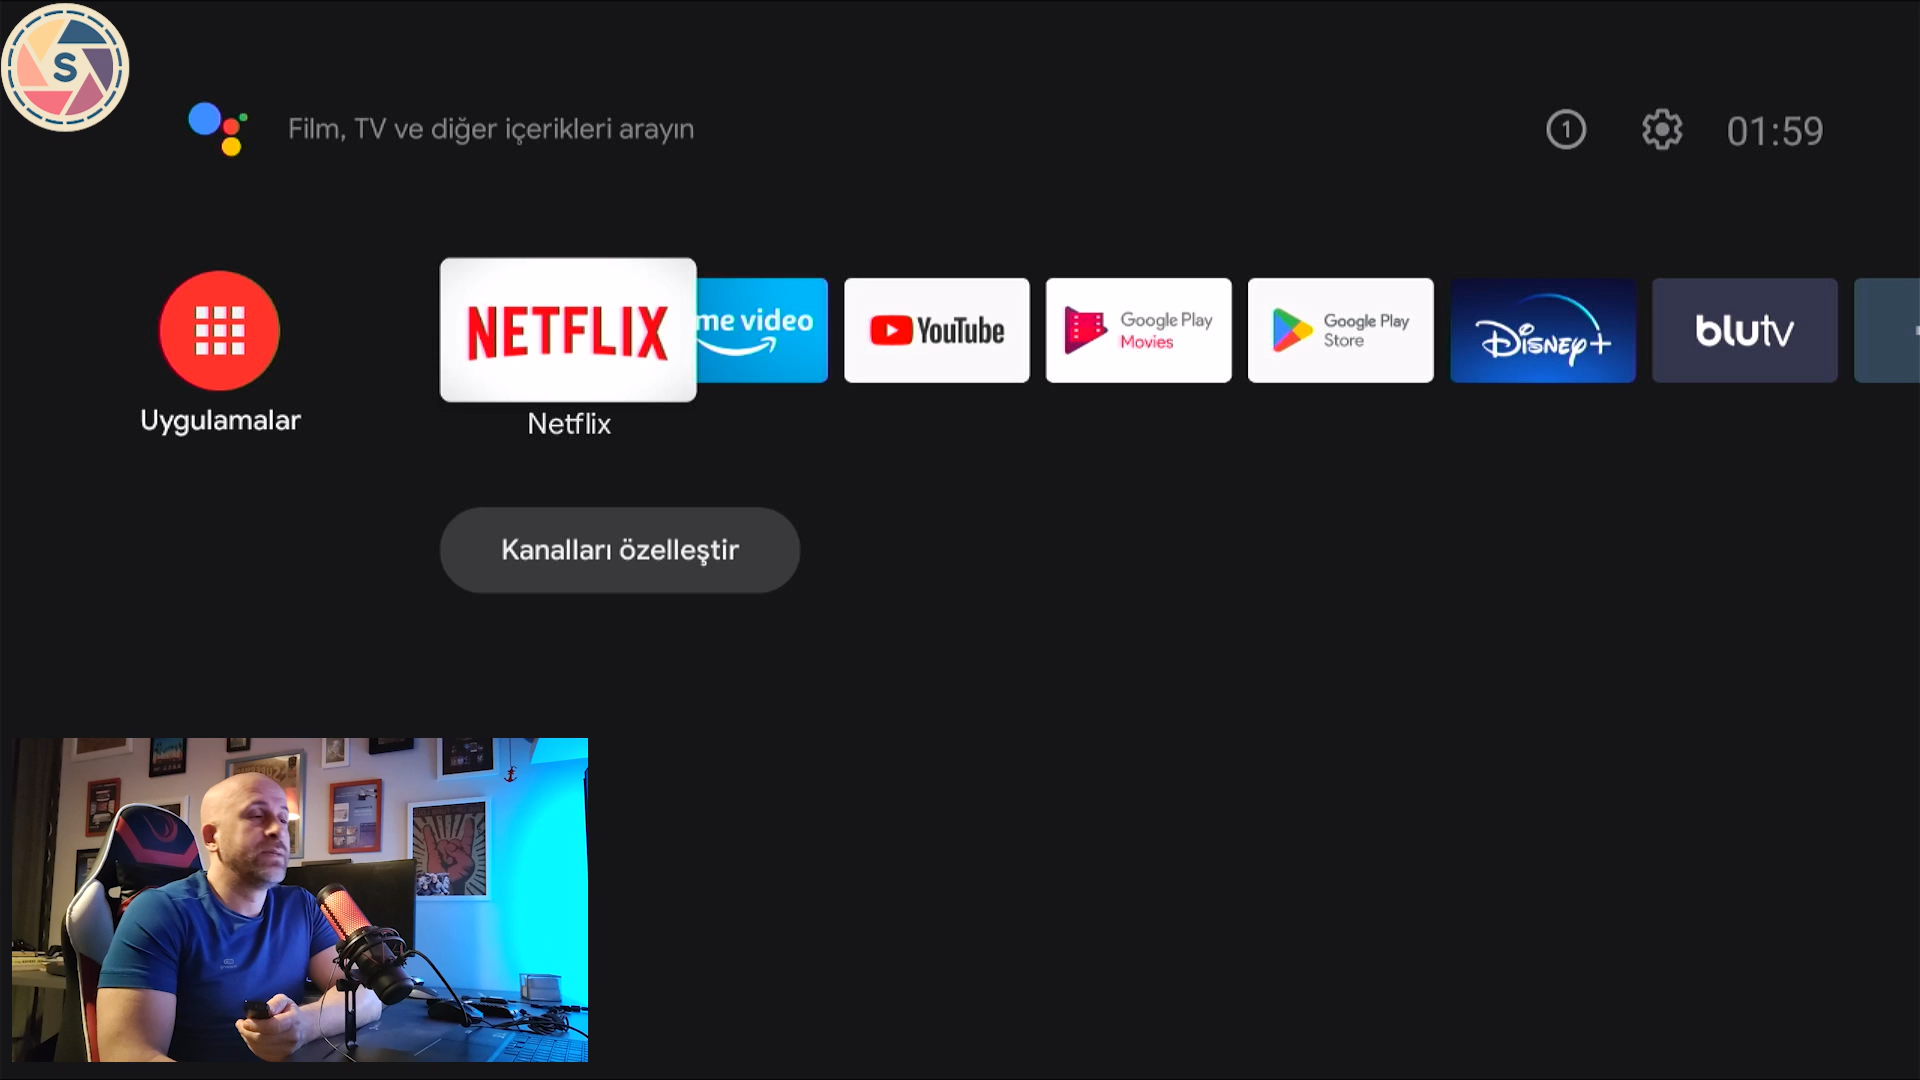 S
Film, TV ve diğer içerikleri arayın
1
01:59
NETFLIX
me video
YouTube
Google Play
Movies
Google Play
Store
Disney+
blutv
Uygulamalar
Netflix
Kanalları özelleştir